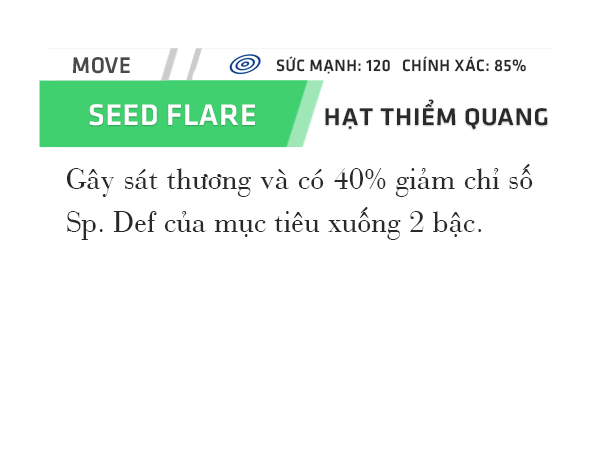 MOVE SỨC MẠNH: 120 CHÍNH XÁC: 85%
SEED FLARE HẠT THIỂM QUANG
Gây sát thương và có 40% giảm chỉ số
Sp. Def của mục tiêu xuống 2 bậc.